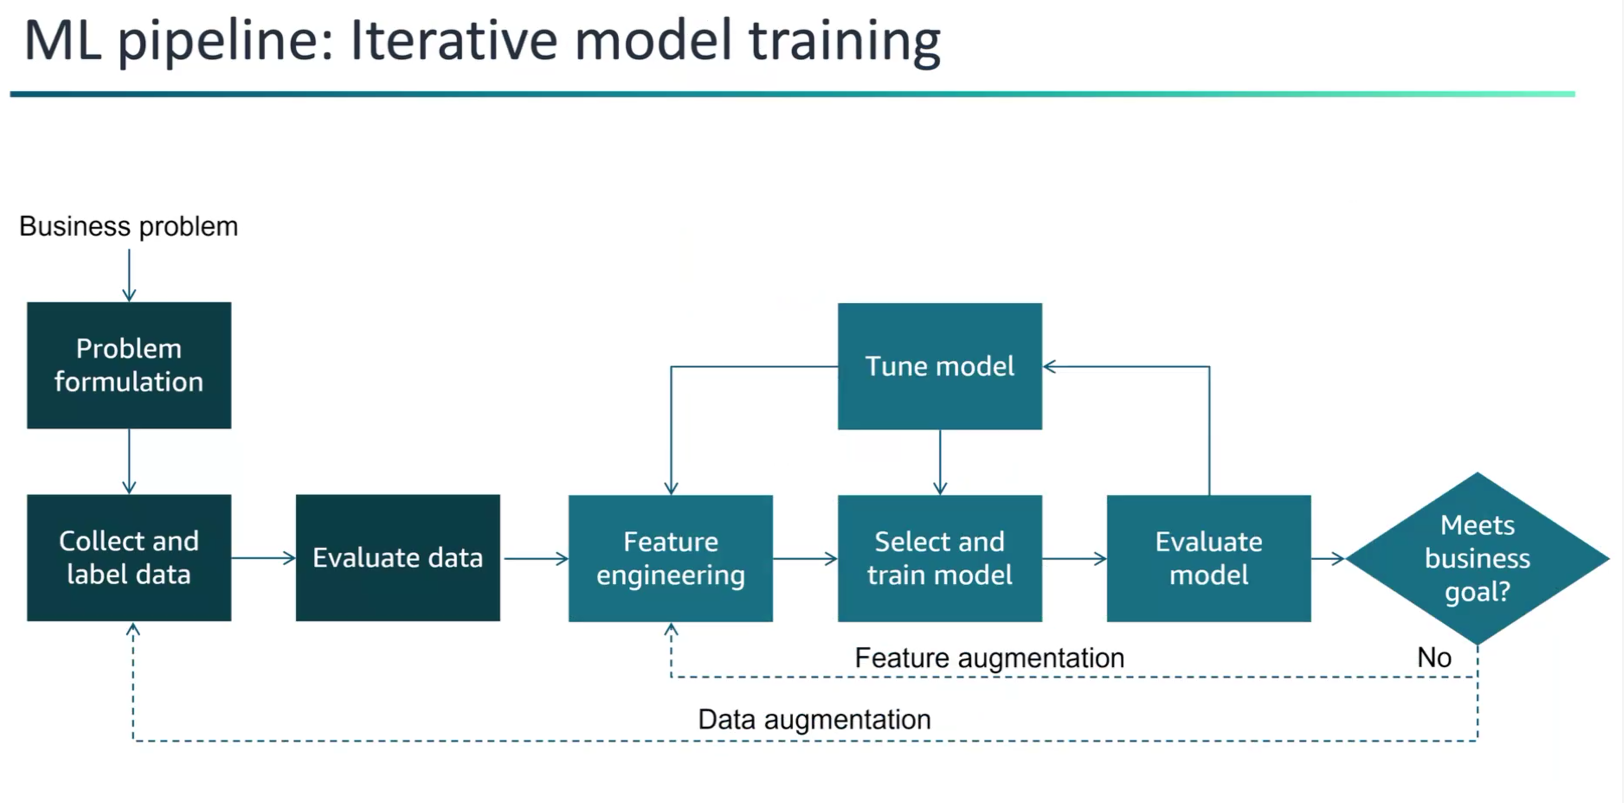 ML pipeline: Iterative model training
Business problem
Problem
formulation
Tune model
Collect and
label data
Evaluate data
Feature
engineering
Select and
train model
Evaluate
model
Meets
business
goal?
Feature augmentation
No
Data augmentation